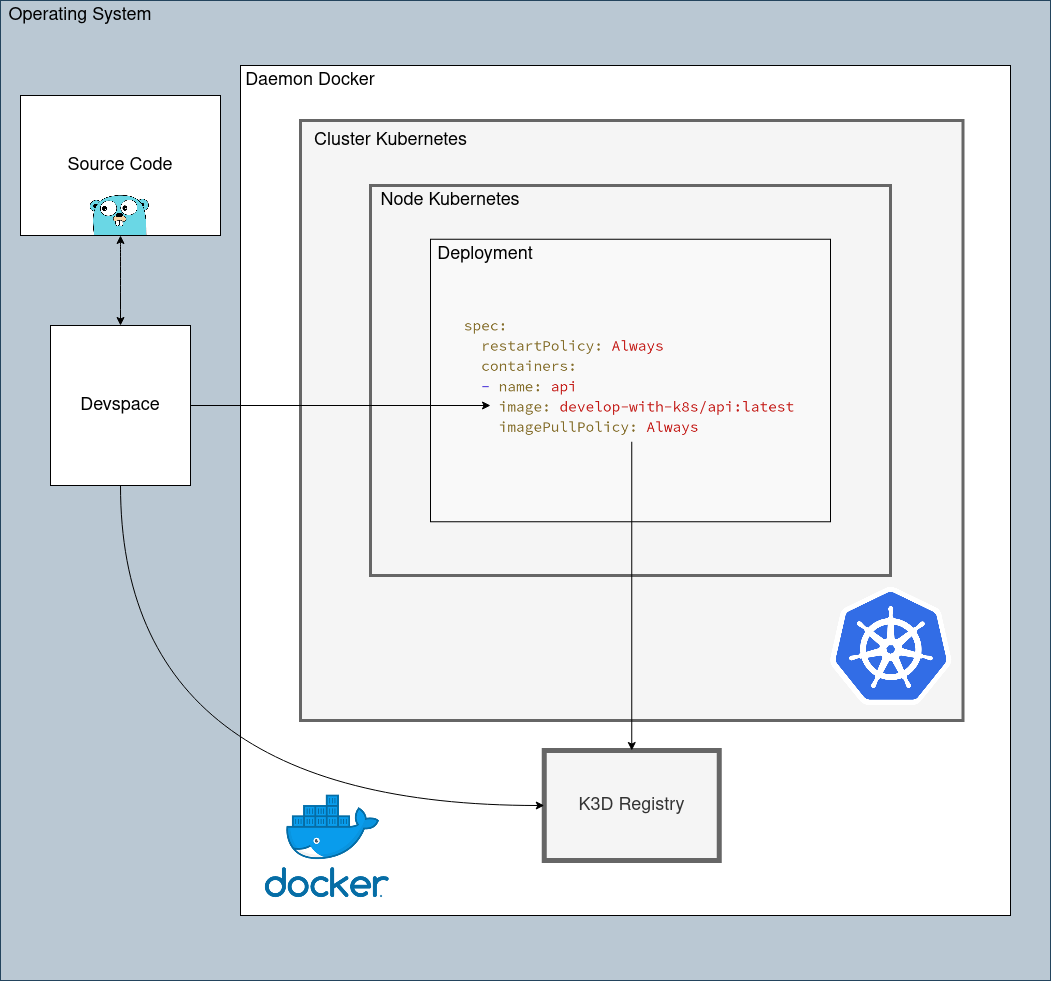 Operating System
Daemon Docker
Cluster Kubernetes
Source Code
Node Kubernetes
Deployment
spec:
restartPolicy: Always
containers:
- name: api
Devspace
image: develop-with-k8s/api:latest
imagePullPolicy: Always
K3D Registry
docker